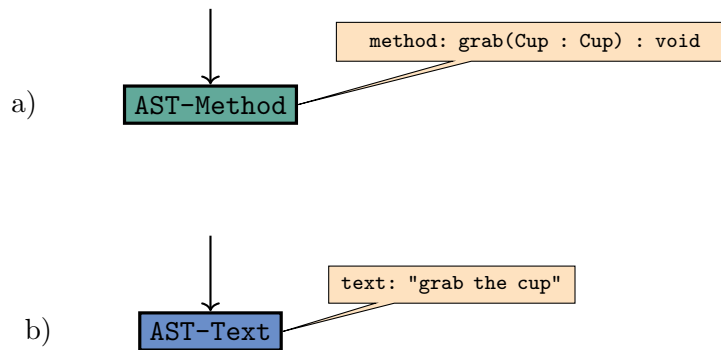 method: grab(Cup : Cup) : void
a)
AST-Method
text: "grab the cup"
b)
AST-Text